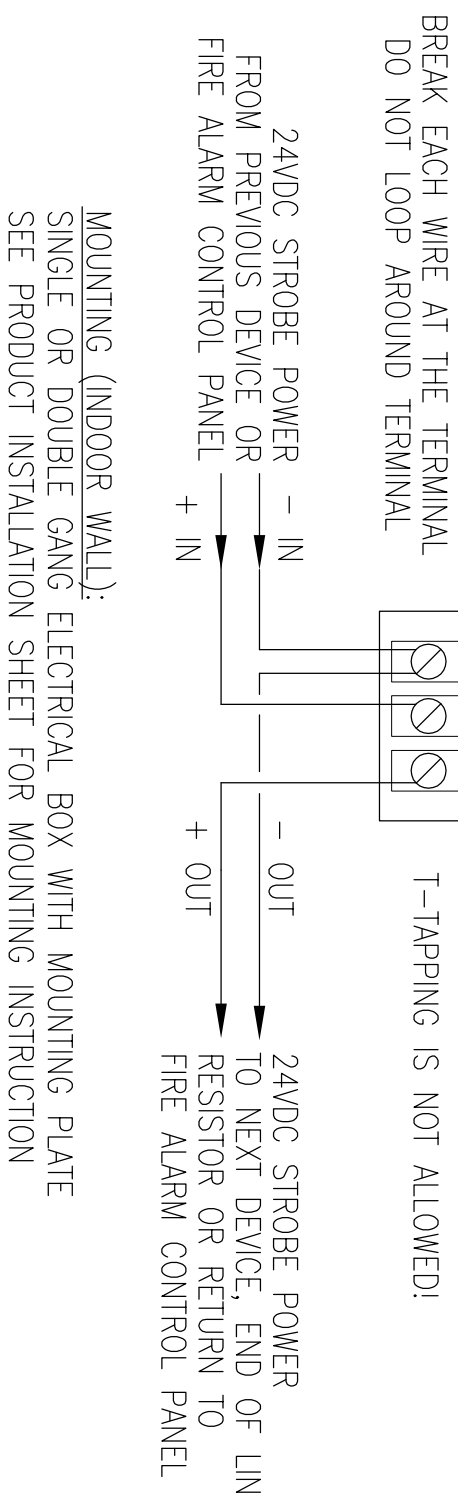 BREAK EACH WIRE AT THE TERMINAL
DO NOT LOOP AROUND TERMINAL
T-TAPPING IS NOT ALLOWED!
24VDC STROBE POWER
FROM PREVIOUS DEVICE OR
FIRE ALARM CONTROL PANEL
- IN
+ IN
- OUT
+ OUT
24VDC STROBE POWER
TO NEXT DEVICE, END OF LIN
RESISTOR OR RETURN TO
FIRE ALARM CONTROL PANEL
MOUNTING (INDOOR WALL):
SINGLE OR DOUBLE GANG ELECTRICAL BOX WITH MOUNTING PLATE
SEE PRODUCT INSTALLATION SHEET FOR MOUNTING INSTRUCTION